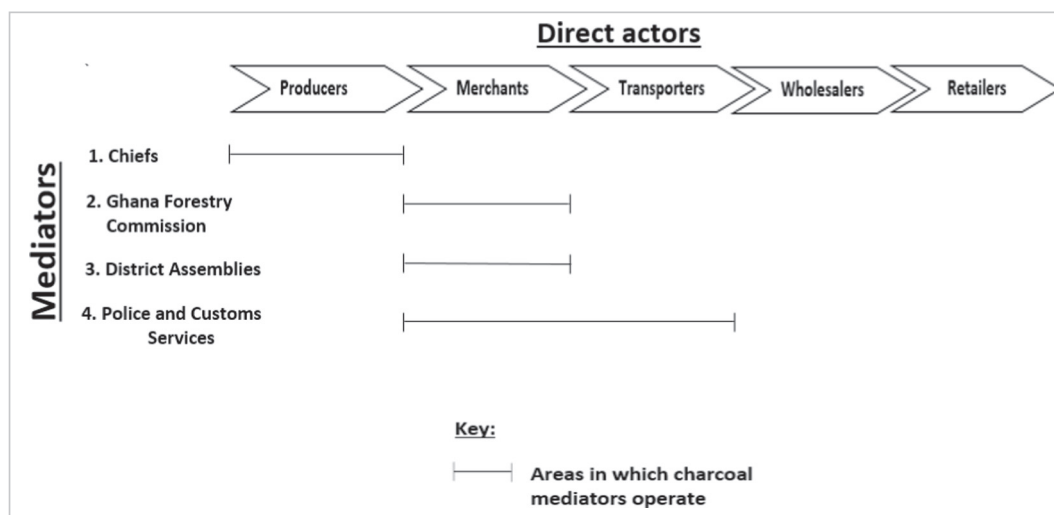 Direct actors
Producers
Merchants
Transporters
Wholesalers
Retailers
Mediators
1. Chiefs
2. Ghana Forestry
Commission
3. District Assemblies
4. Police and Customs
Services
Key:
Areas in which charcoal
mediators operate